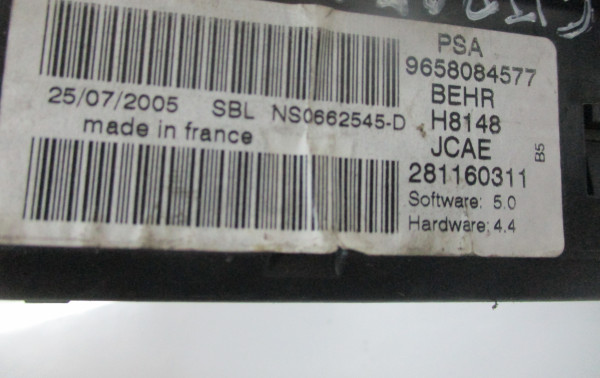 PSA
9658084577
BEHR
H8148
JCAE
281160311
Software: 5.0
Hardware: 4.4
B5
25/07/2005 SBL NS0662545-D
made in france